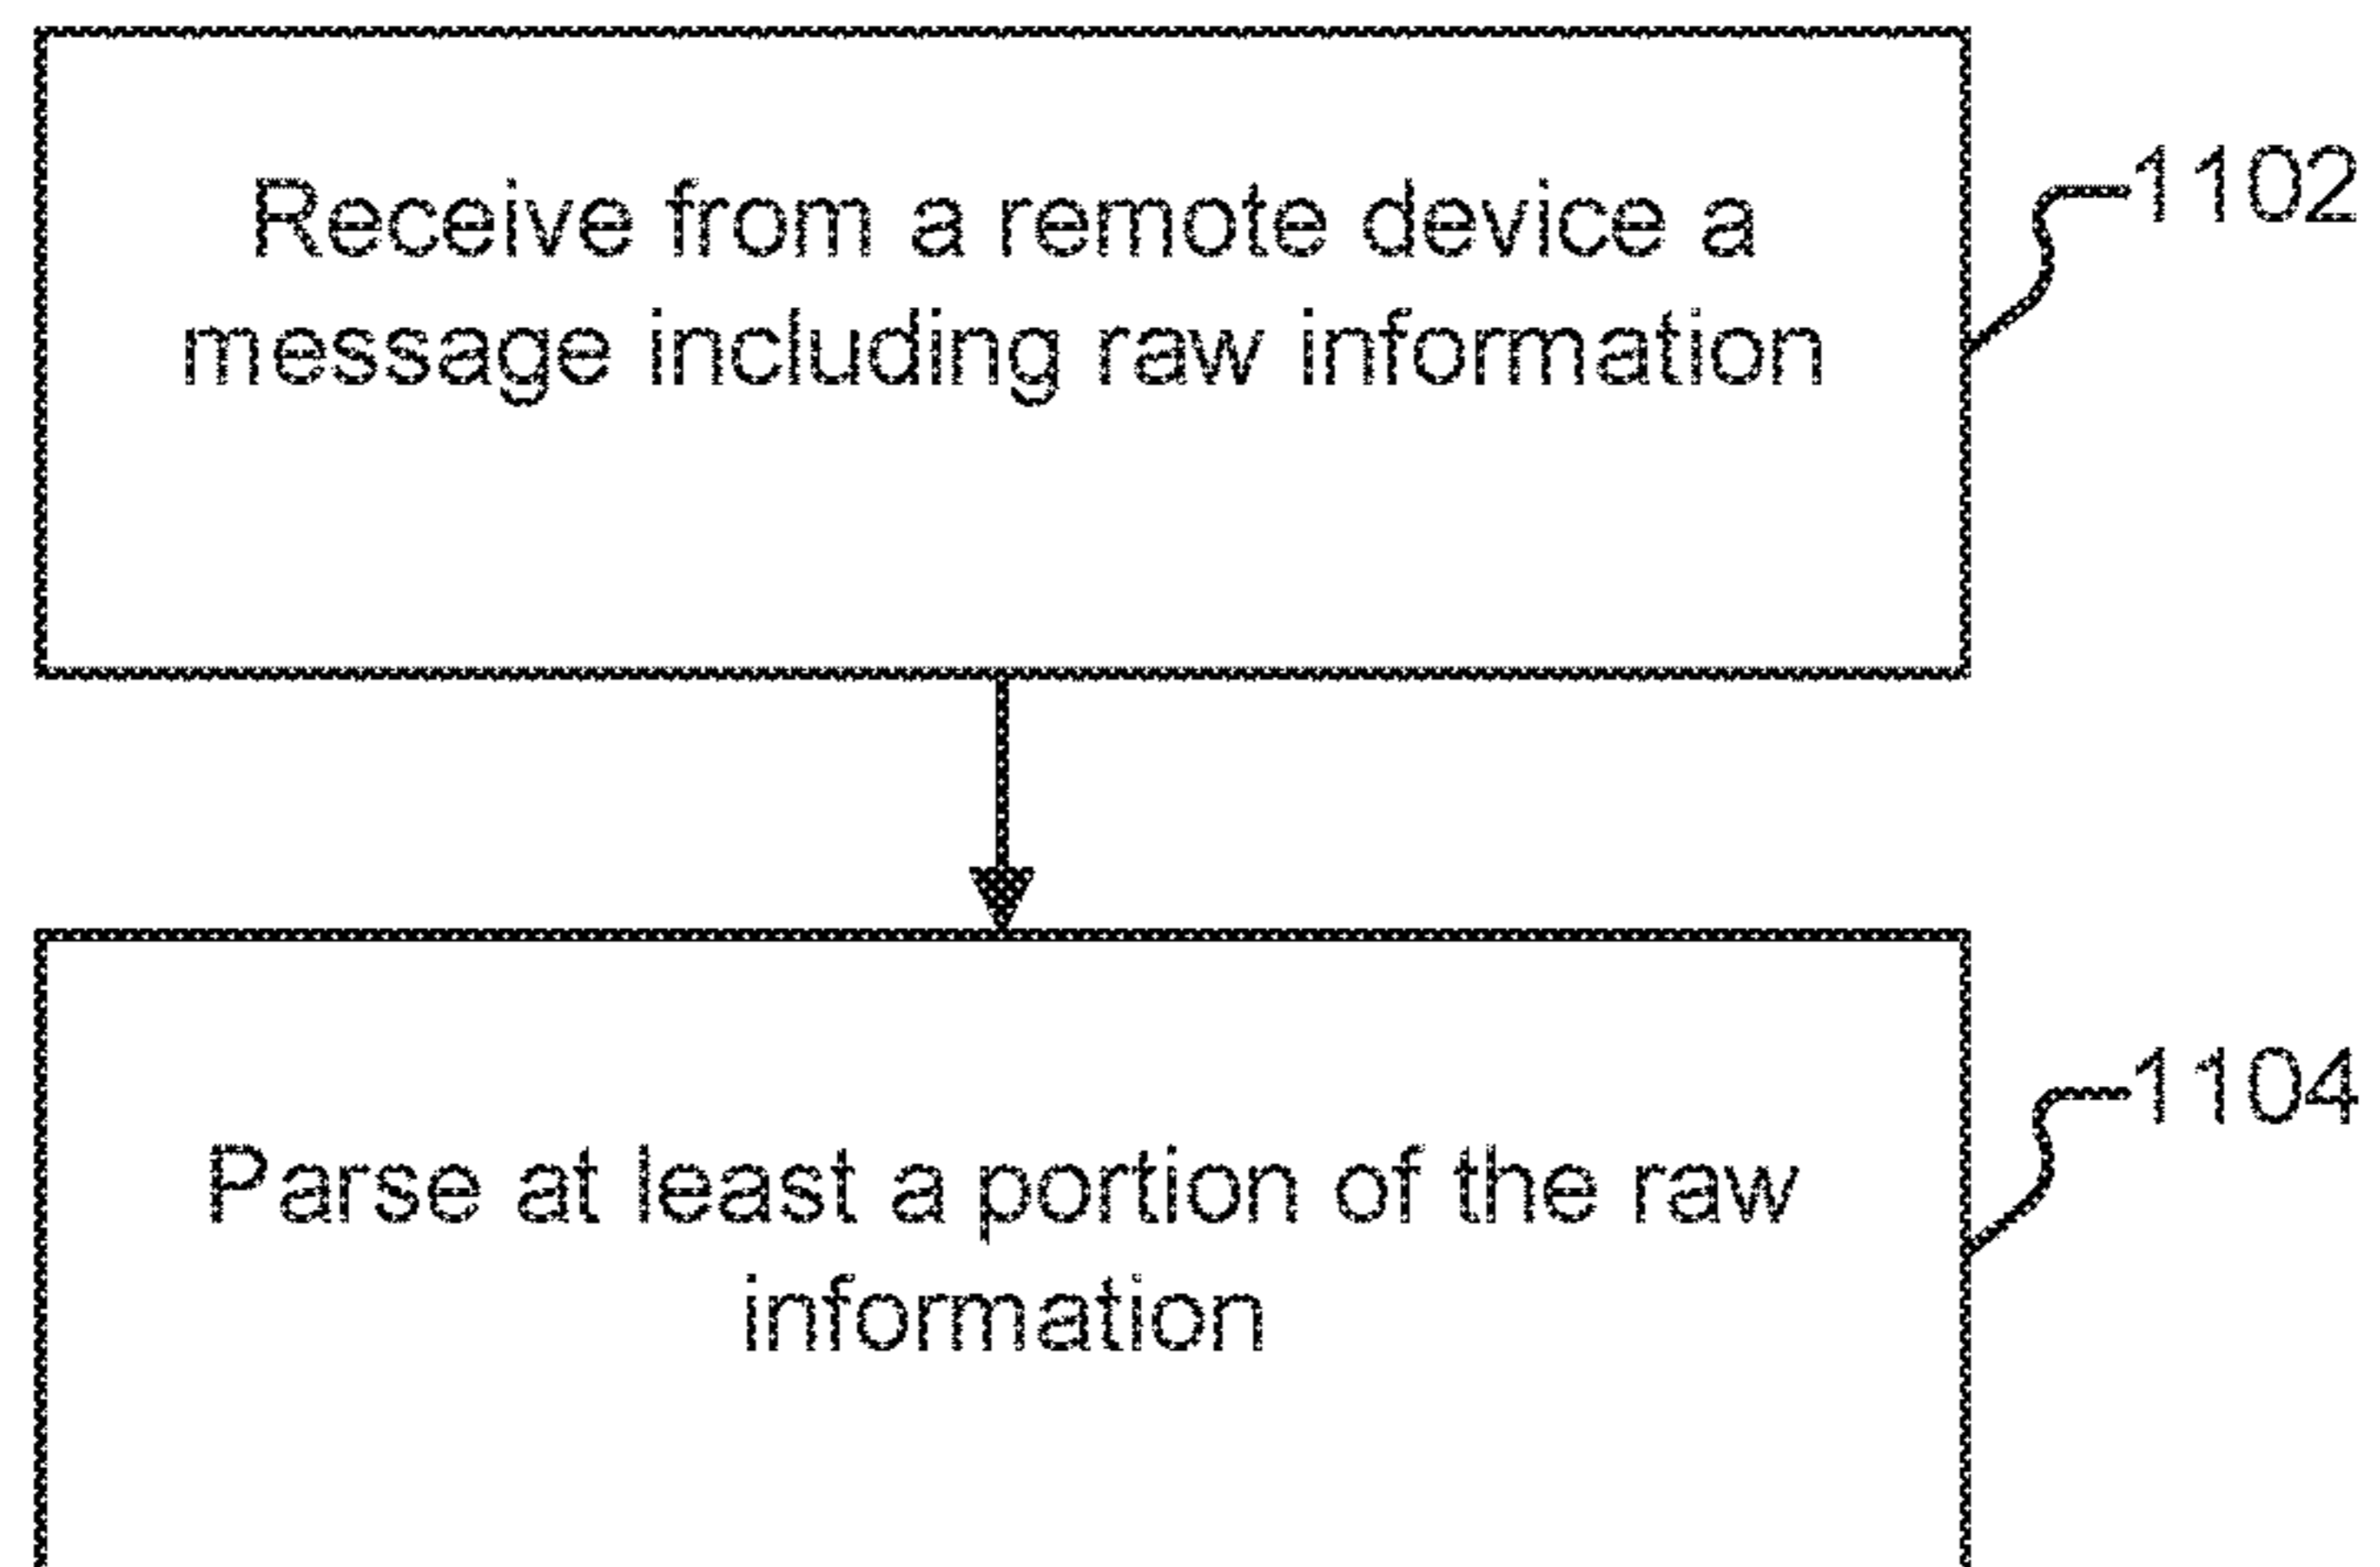 Receive from a remote device a
message including raw information
1102
Parse at least a portion of the raw
information
1104